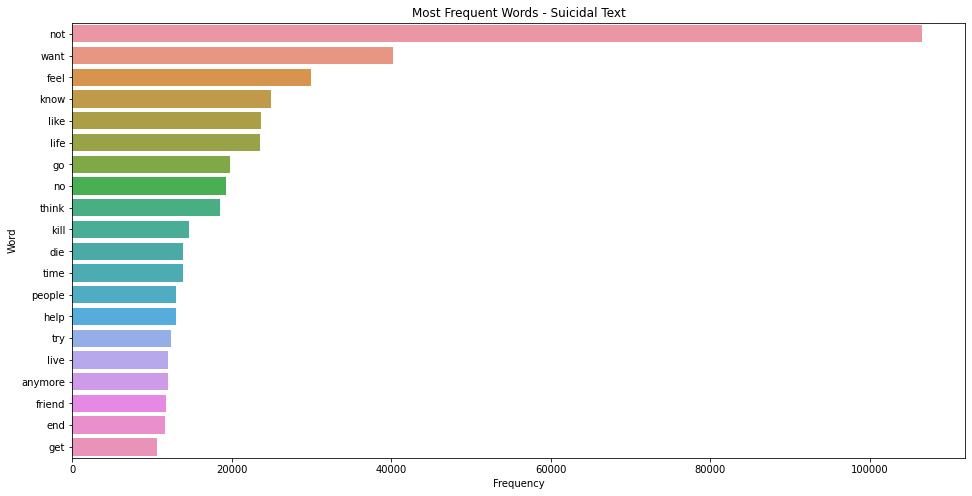 Most Frequent Words - Suicidal Text
Word
not
want
feel
know
like
life
go
no
think
kill
die
time
people
help
try
live
anymore
friend
end
get
0 20000 40000 60000 80000 100000
Frequency